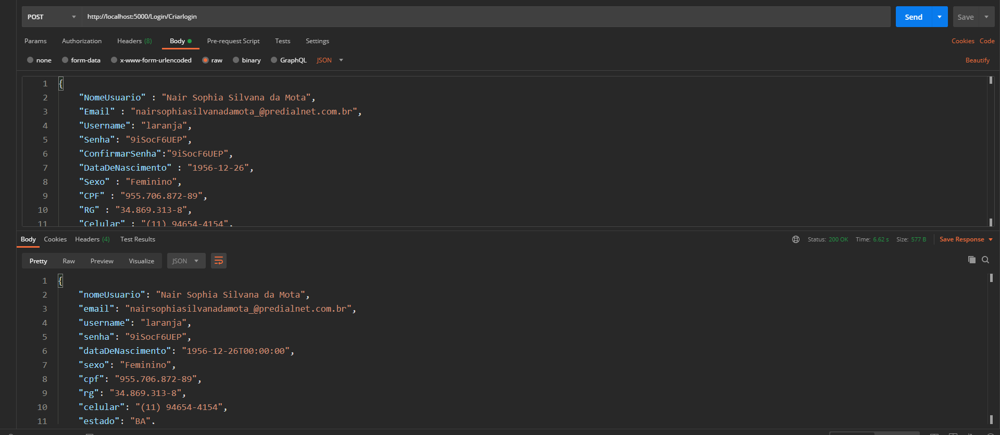 POST http://localhost:5000/Login/Criarlogin Send Save
Params Authorization Headers (8) Body Pre-request Script Tests Settings Cookies Code
none form-data x-www-form-urlencoded raw binary GraphQL JSON Beautify
1 {
2 "NomeUsuario" : "Nair Sophia Silvana da Mota",
3 "Email" : "nairsophiasilvanadamota_@predialnet.com.br",
4 "Username": "laranja",
5 "Senha": "9iSocF6UEP",
6 "ConfirmarSenha":"9iSocF6UEP",
7 "DataDeNascimento" : "1956-12-26",
8 "Sexo" : "Feminino",
9 "CPF" : "955.706.872-89",
10 "RG" : "34.869.313-8",
11 "Celular" : "(11) 94654-4154",
Body Cookies Headers (4) Test Results Status: 200 OK Time: 6.62 s Size: 577 B Save Response
Pretty Raw Preview Visualize JSON
1 {
2 "nomeUsuario": "Nair Sophia Silvana da Mota",
3 "email": "nairsophiasilvanadamota_@predialnet.com.br",
4 "username": "laranja",
5 "senha": "9iSocF6UEP",
6 "dataDeNascimento": "1956-12-26T00:00:00",
7 "sexo": "Feminino",
8 "cpf": "955.706.872-89",
9 "rg": "34.869.313-8",
10 "celular": "(11) 94654-4154",
11 "estado": "BA",